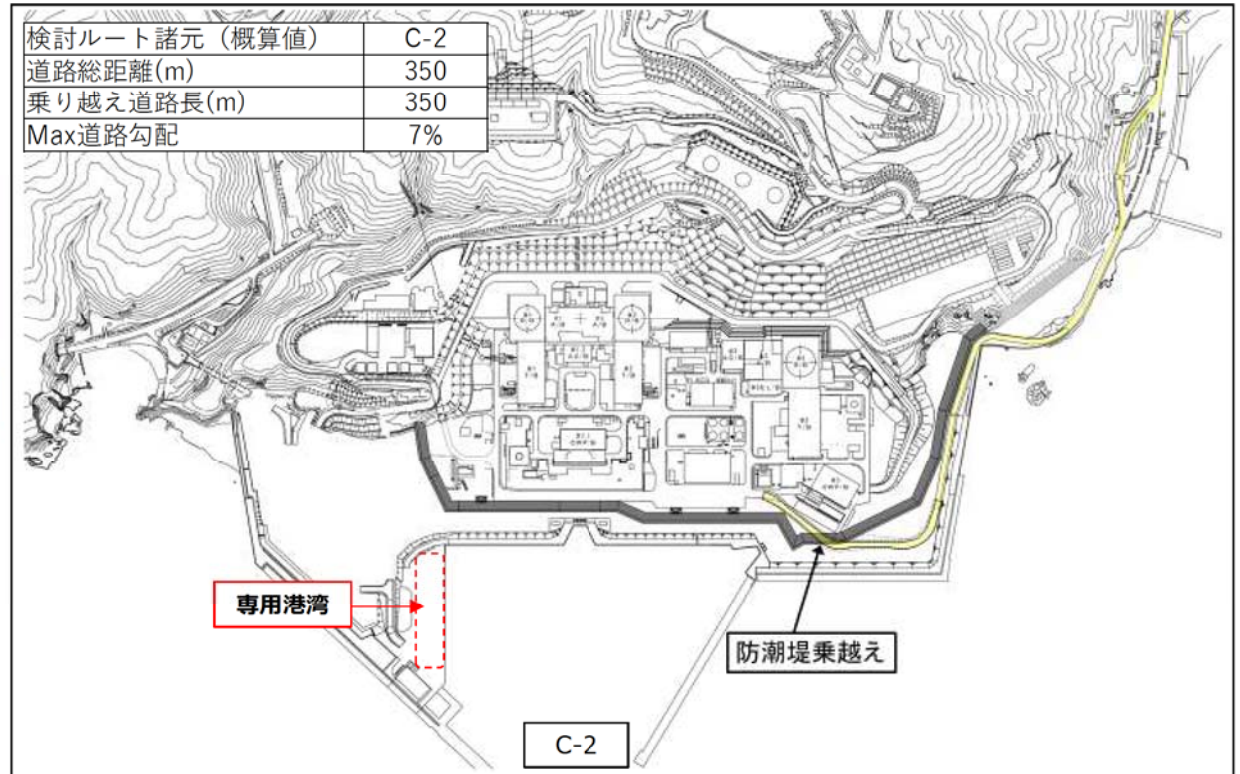 検討ルート諸元（概算値） C-2
道路総距離(m) 350
乗り越え道路長(m) 350
Max道路勾配 7%
専用港湾
防潮堤乗越え
C-2